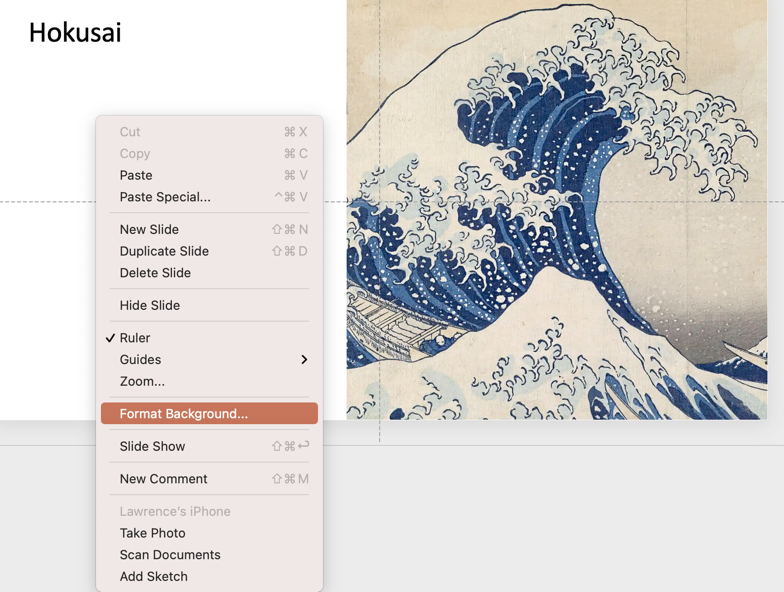 Hokusai
Cut ⌘ X
Copy ⌘ C
Paste ⌘ V
Paste Special... ^⌘ V
New Slide ⇧⌘ N
Duplicate Slide ⇧⌘ D
Delete Slide
Hide Slide
✓ Ruler
Guides >
Zoom...
Format Background...
Slide Show ⇧⌘↩
New Comment ⇧⌘ M
Lawrence's iPhone
Take Photo
Scan Documents
Add Sketch